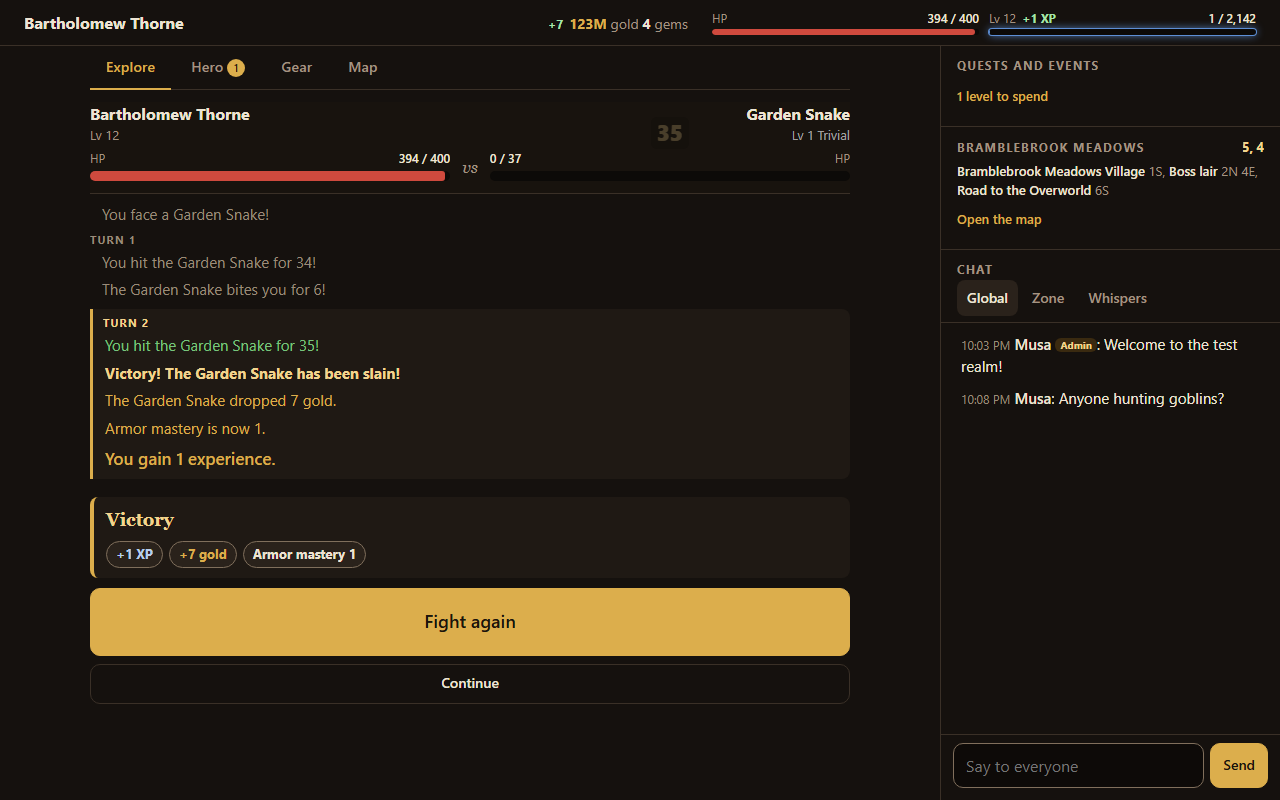 Bartholomew Thorne
+7 123M gold 4 gems
HP 394 / 400
Lv 12 +1 XP 1 / 2,142
Explore Hero 1 Gear Map
Bartholomew Thorne
Lv 12
HP 394 / 400
vs
35
Garden Snake
Lv 1 Trivial
0 / 37 HP
You face a Garden Snake!
TURN 1
You hit the Garden Snake for 34!
The Garden Snake bites you for 6!
TURN 2
You hit the Garden Snake for 35!
Victory! The Garden Snake has been slain!
The Garden Snake dropped 7 gold.
Armor mastery is now 1.
You gain 1 experience.
Victory
+1 XP +7 gold Armor mastery 1
Fight again
Continue
QUESTS AND EVENTS
1 level to spend
BRAMBLEBROOK MEADOWS 5, 4
Bramblebrook Meadows Village 1S, Boss lair 2N 4E,
Road to the Overworld 6S
Open the map
CHAT
Global Zone Whispers
10:03 PM Musa Admin: Welcome to the test
realm!
10:08 PM Musa: Anyone hunting goblins?
Say to everyone Send